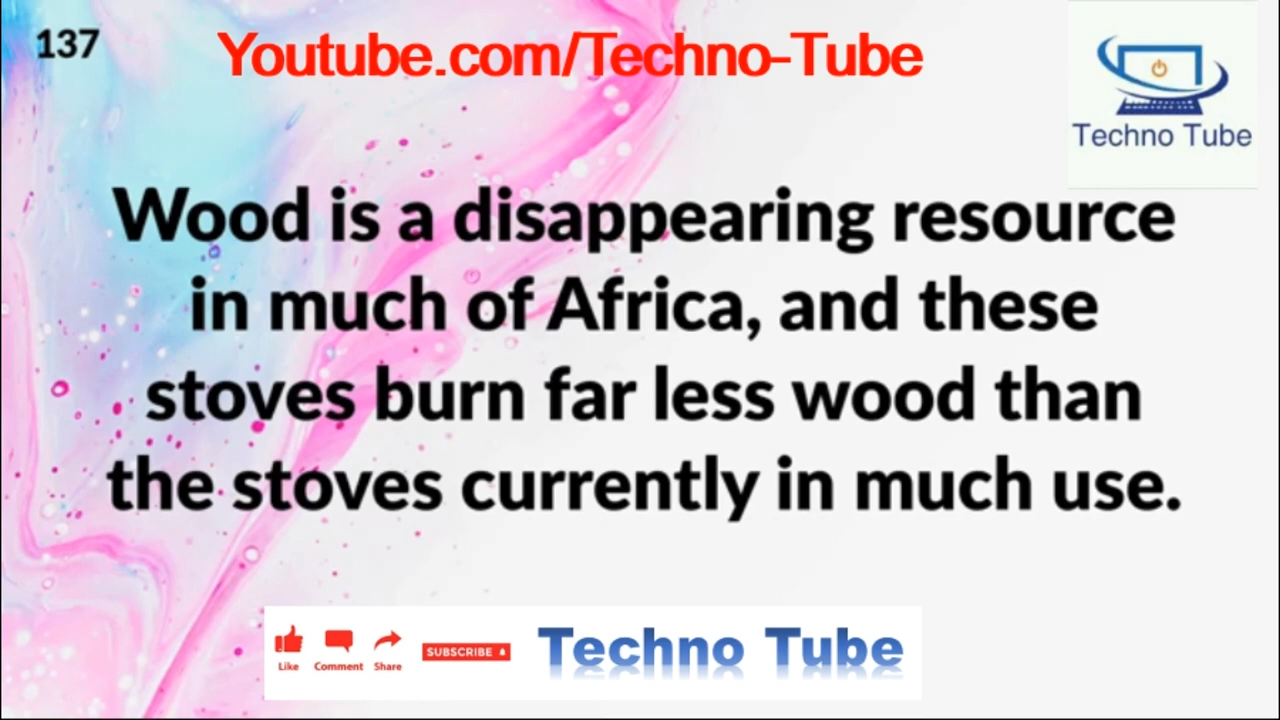 137
Youtube.com/Techno-Tube
Techno Tube
Wood is a disappearing resource
in much of Africa, and these
stoves burn far less wood than
the stoves currently in much use.
Like Comment Share SUBSCRIBE Techno Tube